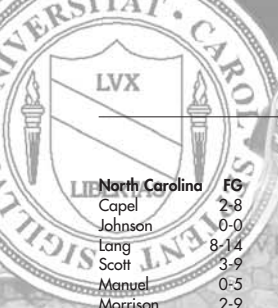 LVX
LIBERTAS
North Carolina FG
Capel 2-8
Johnson 0-0
Lang 8-14
Scott 3-9
Manuel 0-5
Morrison 2-9